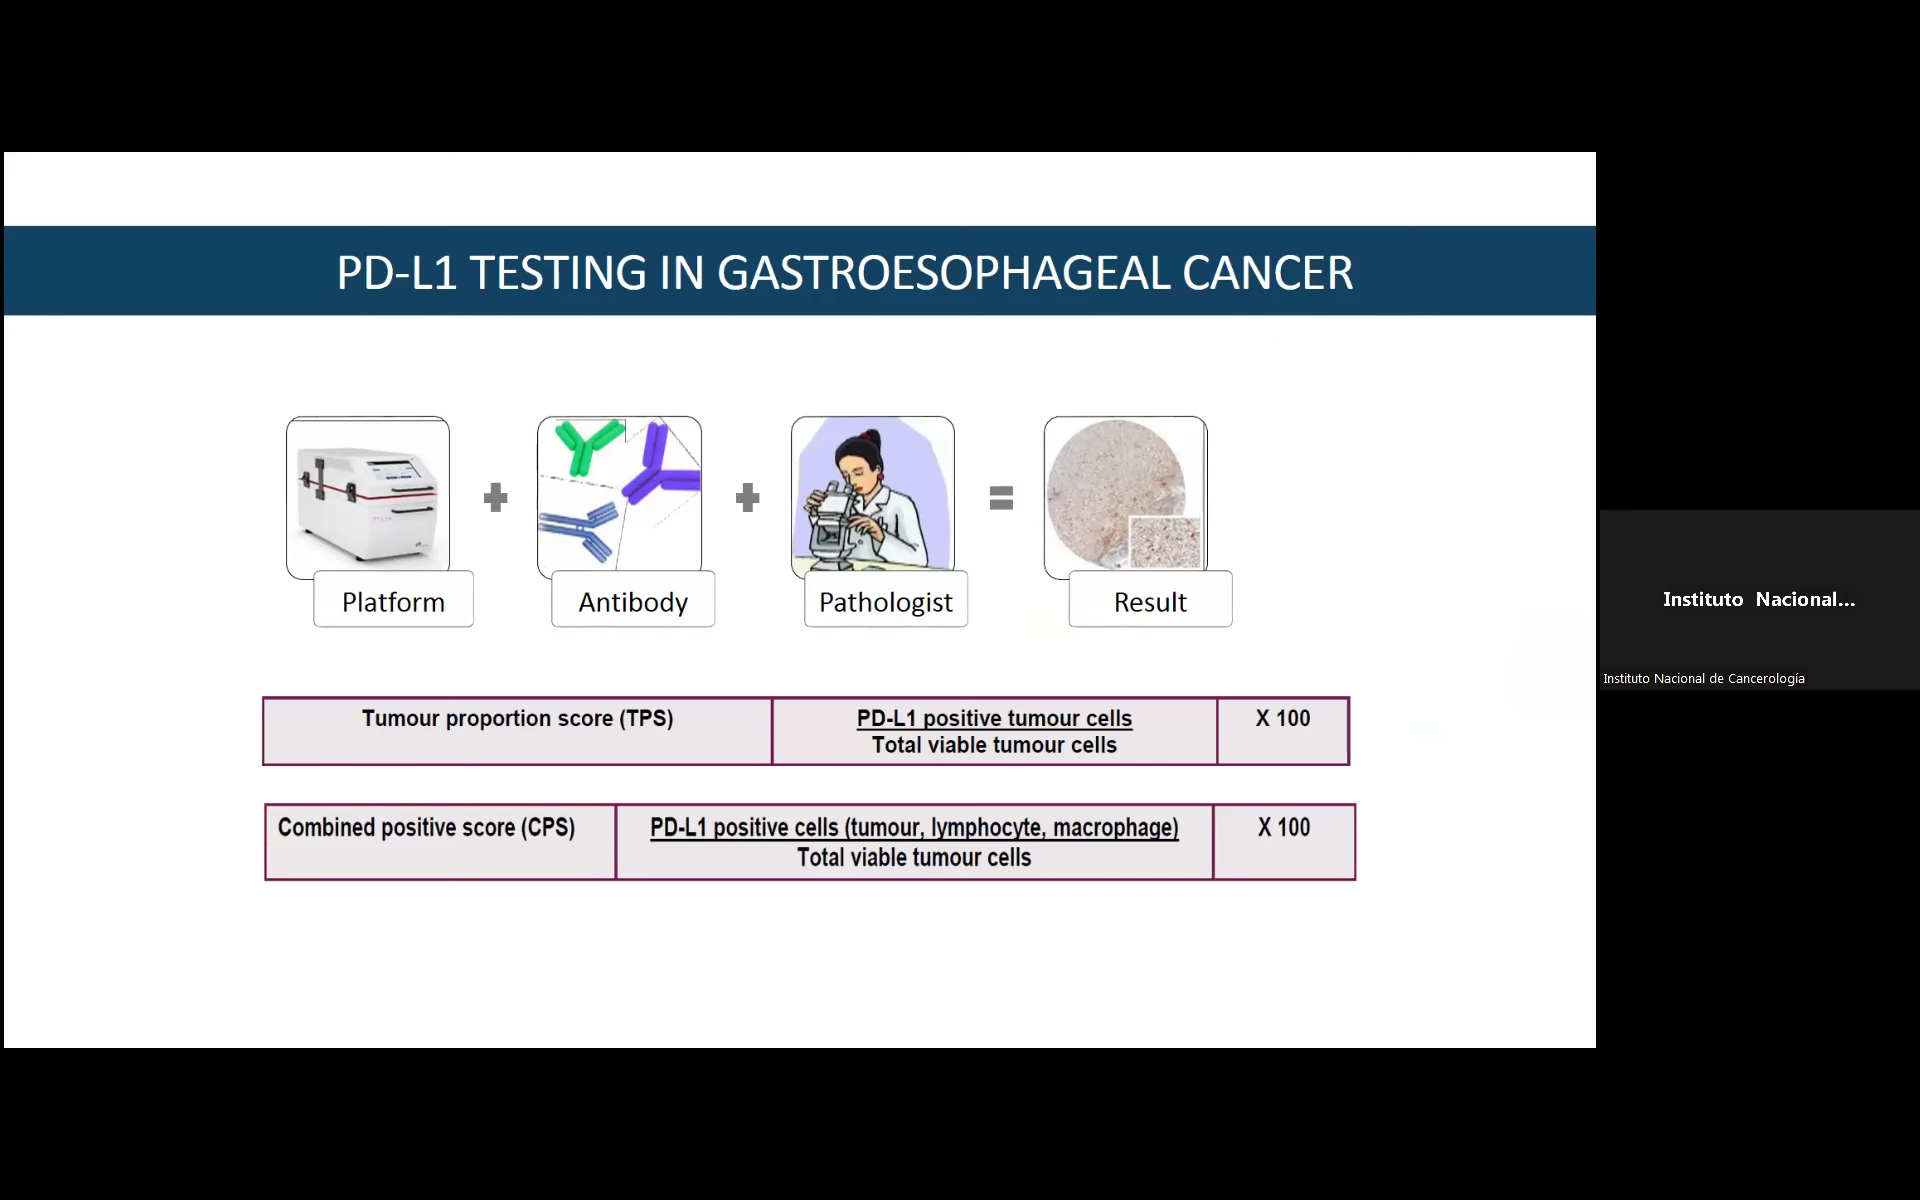 PD-L1 TESTING IN GASTROESOPHAGEAL CANCER
Platform
Antibody
Pathologist
Result
Tumour proportion score (TPS)
PD-L1 positive tumour cells
Total viable tumour cells
X 100
Combined positive score (CPS)
PD-L1 positive cells (tumour, lymphocyte, macrophage)
Total viable tumour cells
X 100
Instituto Nacional...
Instituto Nacional de Cancerología